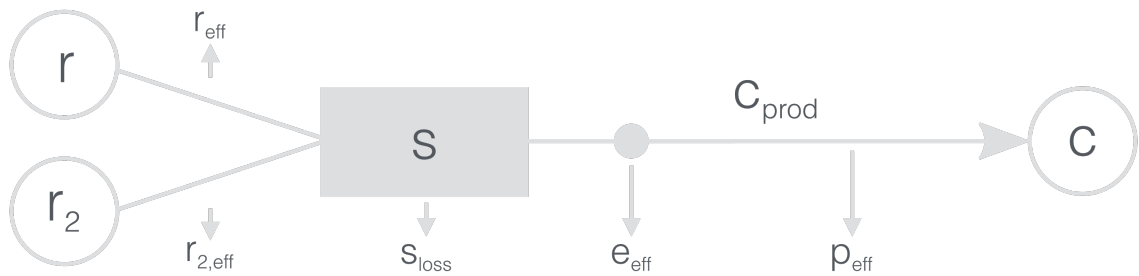 r
r_eff
r_2
r_2,eff
S
s_loss
e_eff
C_prod
p_eff
C